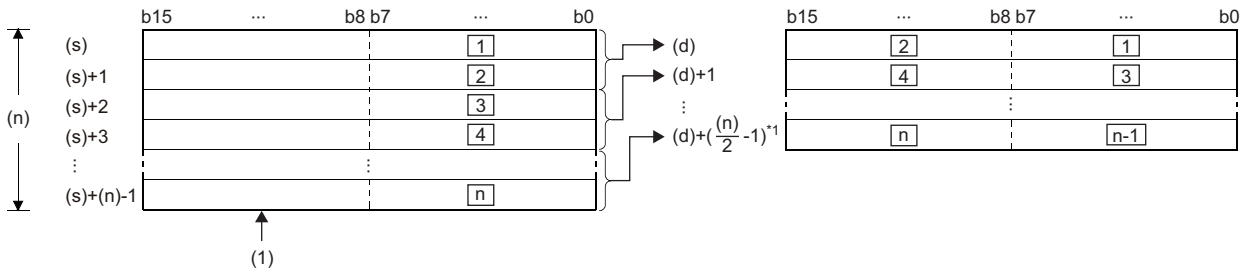 b15 ... b8 b7 ... b0 b15 ... b8 b7 ... b0
(s) 1 (d) 2 1
(s)+1 2 (d)+1 4 3
(s)+2 3 ⋮ ⋮
(n)
(s)+3 4 (d)+((n)/2 -1)*1 n n-1
⋮ ⋮
(s)+(n)-1 n
(1)